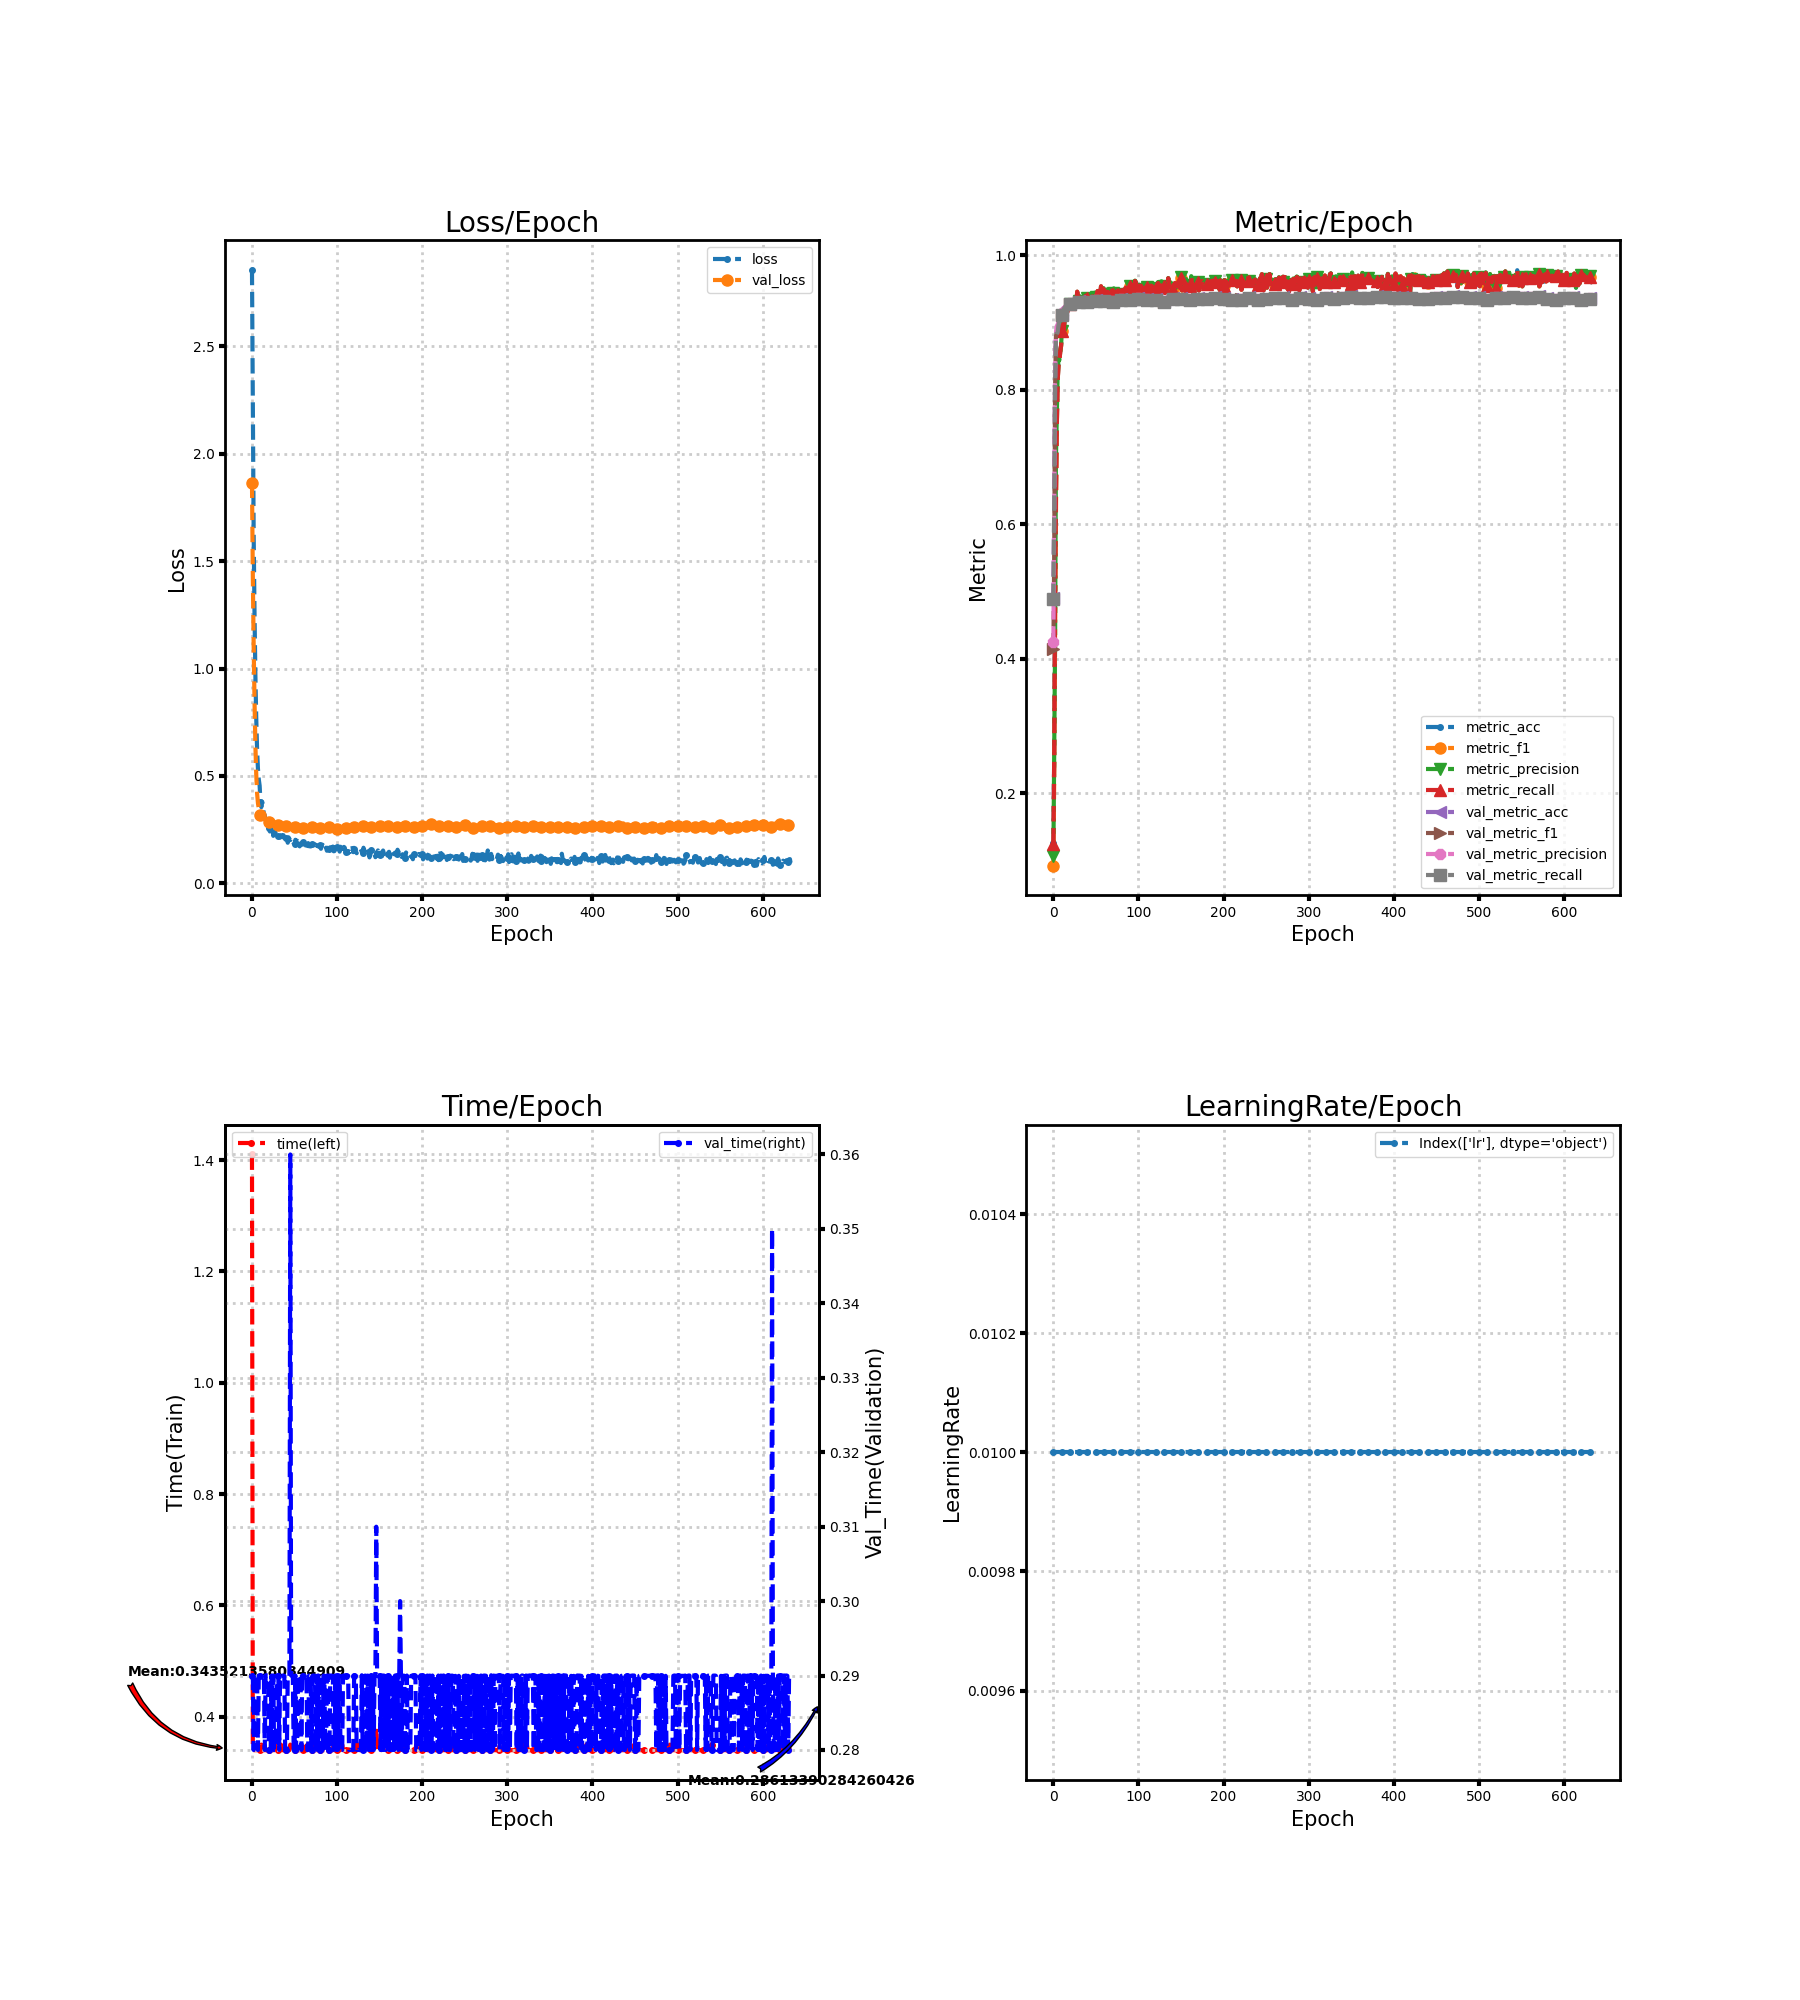 Loss/Epoch
loss
val_loss
2.5
2.0
1.5
1.0
0.5
0.0
Loss
0
100
200
300
400
500
600
Epoch
Metric/Epoch
1.0
0.8
0.6
0.4
0.2
Metric
metric_acc
metric_f1
metric_precision
metric_recall
val_metric_acc
val_metric_f1
val_metric_precision
val_metric_recall
0
100
200
300
400
500
600
Epoch
Time/Epoch
time(left)
val_time(right)
1.4
1.2
1.0
0.8
0.6
0.4
Time(Train)
0.36
0.35
0.34
0.33
0.32
0.31
0.30
0.29
0.28
Val_Time(Validation)
Mean:0.3435213580344909
Mean:0.28613390284260426
0
100
200
300
400
500
600
Epoch
LearningRate/Epoch
Index(['lr'], dtype='object')
0.0104
0.0102
0.0100
0.0098
0.0096
LearningRate
0
100
200
300
400
500
600
Epoch